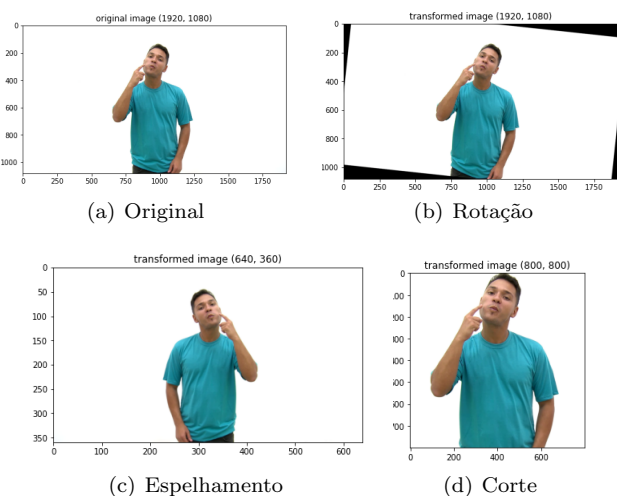 original image (1920, 1080)
0
200
400
600
800
1000
0 250 500 750 1000 1250 1500 1750
(a) Original
transformed image (1920, 1080)
0
200
400
600
800
1000
0 250 500 750 1000 1250 1500 1750
(b) Rotação
transformed image (640, 360)
0
50
100
150
200
250
300
350
0 100 200 300 400 500 600
(c) Espelhamento
transformed image (800, 800)
0
0 200 400 600
(d) Corte